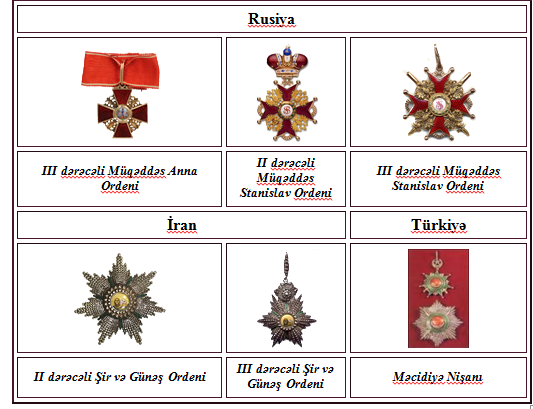 Rusiya
III dərəcəli Müqəddəs Anna
Ordeni
II dərəcəli
Müqəddəs
Stanislav Ordeni
III dərəcəli Müqəddəs
Stanislav Ordeni
İran
Türkiyə
II dərəcəli Şir və Günəş Ordeni
III dərəcəli Şir və
Günəş Ordeni
Məcidiyə Nişanı